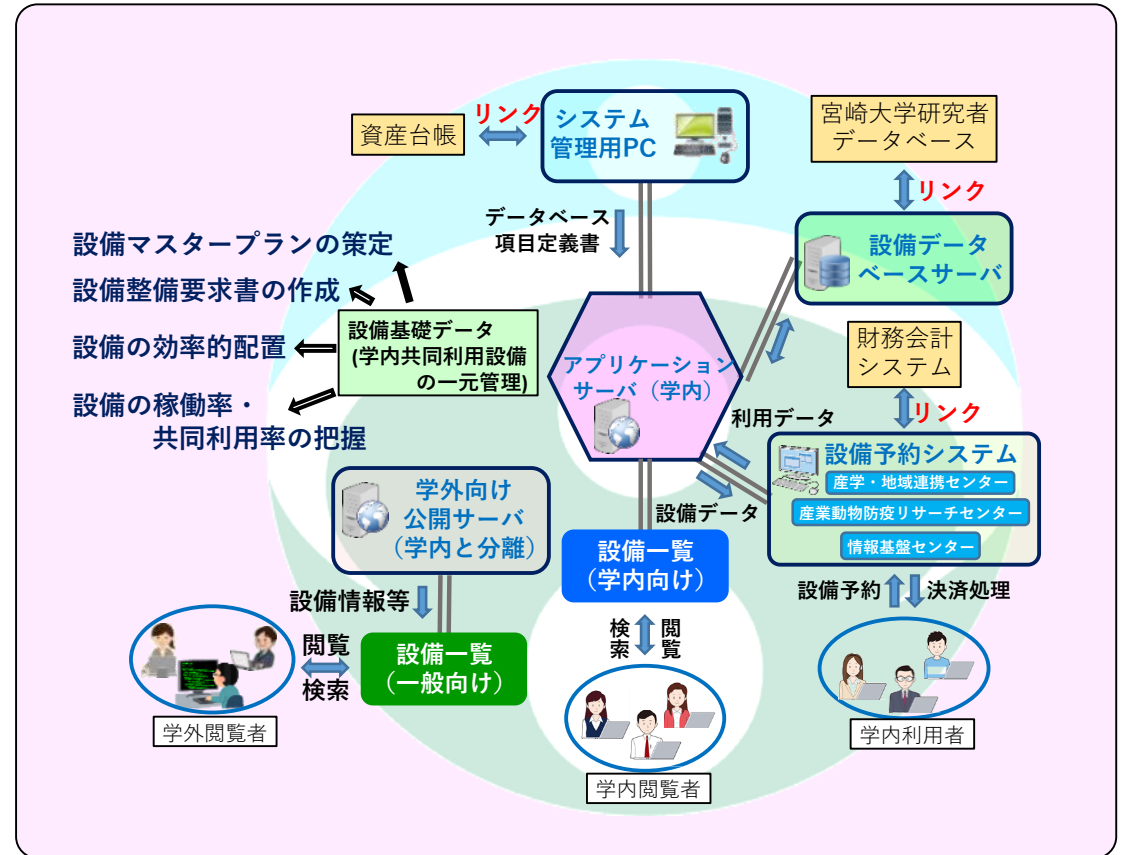 リンク
資産台帳
システム
管理用PC
宮崎大学研究者
データベース
リンク
データベース
項目定義書
設備データ
ベースサーバ
設備マスタープランの策定
設備整備要求書の作成
設備の効率的配置
設備の稼働率・
共同利用率の把握
設備基礎データ
(学内共同利用設備
の一元管理)
アプリケーション
サーバ（学内）
財務会計
システム
リンク
利用データ
設備データ
設備予約システム
産学・地域連携センター
産業動物防疫リサーチセンター
情報基盤センター
学外向け
公開サーバ
（学内と分離）
設備一覧
（学内向け）
設備情報等
設備一覧
（一般向け）
閲覧
検索
学外閲覧者
検索
閲覧
学内閲覧者
設備予約
決済処理
学内利用者